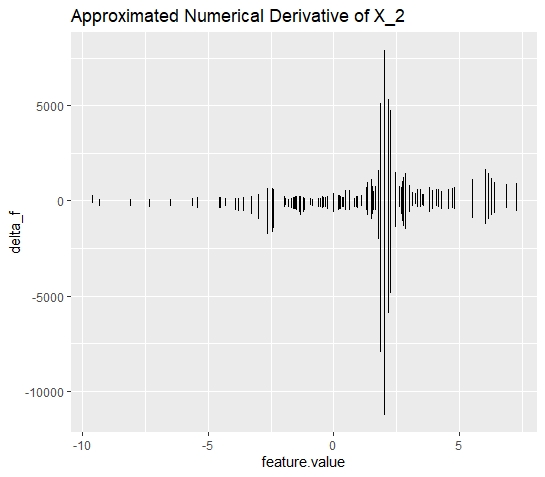 Approximated Numerical Derivative of X_2
5000
0
-5000
-10000
delta_f
-10
-5
0
5
feature.value